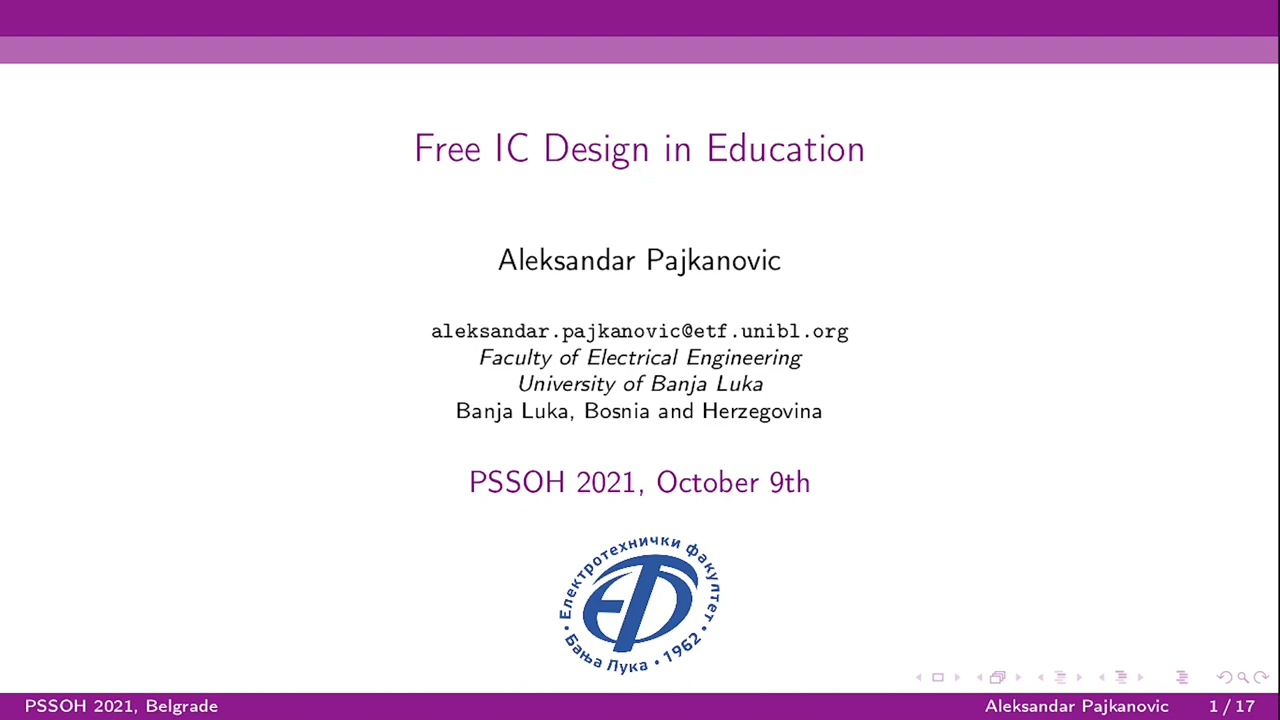 Free IC Design in Education
Aleksandar Pajkanovic
aleksandar.pajkanovic@etf.unibl.org
Faculty of Electrical Engineering
University of Banja Luka
Banja Luka, Bosnia and Herzegovina
PSSOH 2021, October 9th
Електротехнички факултет
• Бања Лука • 1962 •
PSSOH 2021, Belgrade
Aleksandar Pajkanovic
1 / 17